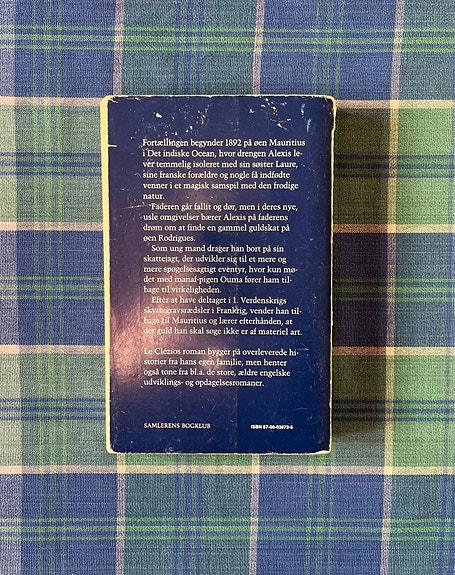 Fortællingen begynder 1892 på øen Mauritius
i Det indiske Ocean, hvor drengen Alexis le-
ver temmelig isoleret med sin søster Laure,
sine franske forældre og nogle få indfødte
venner i et magisk samspil med den frodige
natur.
Faderen går fallit og dør, men i deres nye,
usle omgivelser bærer Alexis på faderens
drøm om at finde en gammel guldskat på
øen Rodrigues.
Som ung mand drager han bort på sin
skattejagt, der udvikler sig til et mere og
mere spøgelsesagtigt eventyr, hvor kun mø-
det med manaf-pigen Ouma fører ham til-
bage til virkeligheden.
Efter at have deltaget i 1. Verdenskrigs
skyttegravsrædsler i Frankrig, vender han til-
bage til Mauritius og lærer efterhånden, at
det guld han skal søge ikke er af materiel art.
Le Clézios roman bygger på overleverede hi-
storier fra hans egen familie, men henter
også tone fra bl.a. de store, ældre engelske
udviklings- og opdagelsesromaner.
SAMLERENS BOGKLUB
ISBN 87-00-03872-6